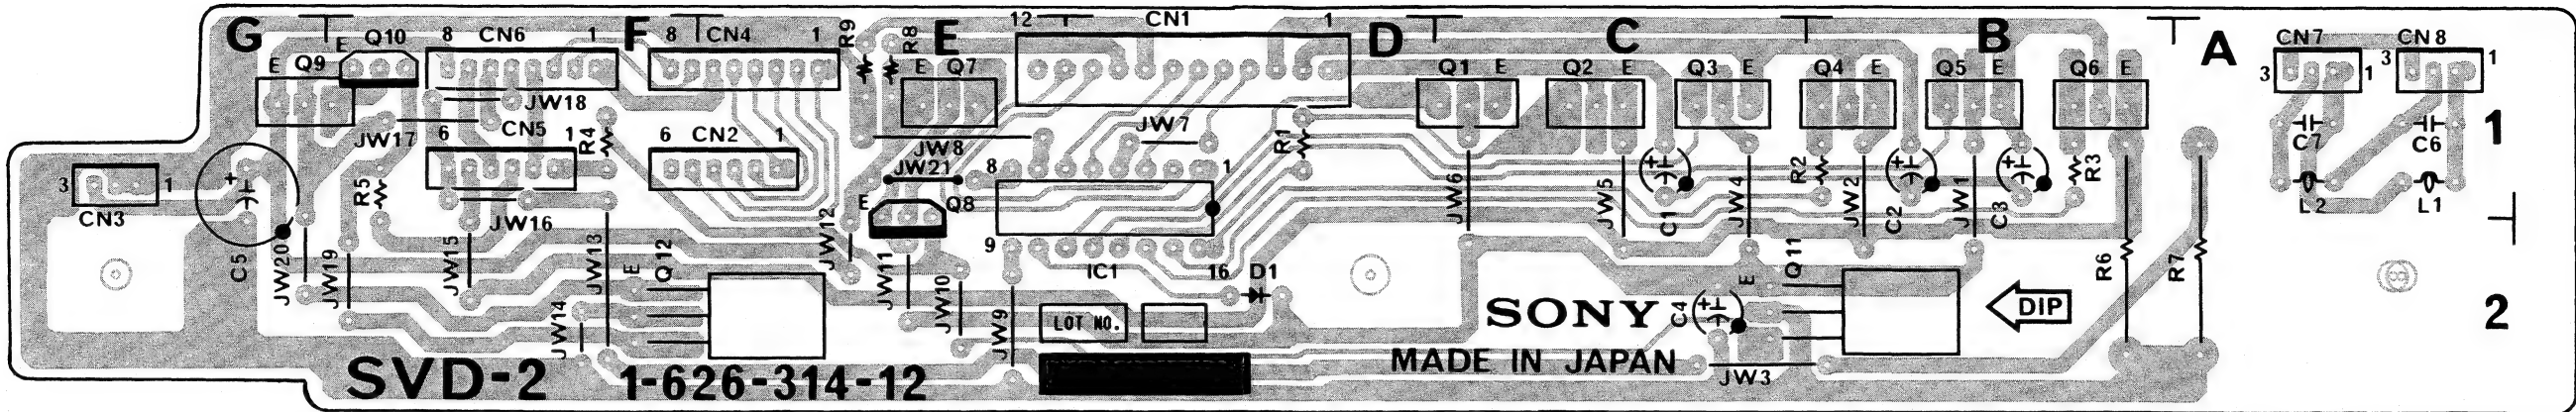 G E Q10 8 CN6 1 F 8 CN4 1 R9 R8 E 12 CN1 1 D C B A CN7 CN8
E Q9 E Q7 Q1 E Q2 E Q3 E Q4 E Q5 E Q6 E 3 1 3 1
JW18
JW17 6 CN5 1 R4 6 CN2 1 JW8 JW7 R1 C7 C6 1
JW21 8 1
3 1 + R5 JW6 JW5 + JW4 R2 JW2 + JW1 + R3
CN3 JW16 JW12 E Q8 C1 C2 C3 L2 L1
C5 JW20 JW19 JW15 JW13 E Q12 JW11 9 IC1 16 D1 E Q11 R6 R7
JW14 JW10 JW9 LOT NO. SONY C4 + DIP 2
SVD-2 1-626-314-12 MADE IN JAPAN JW3